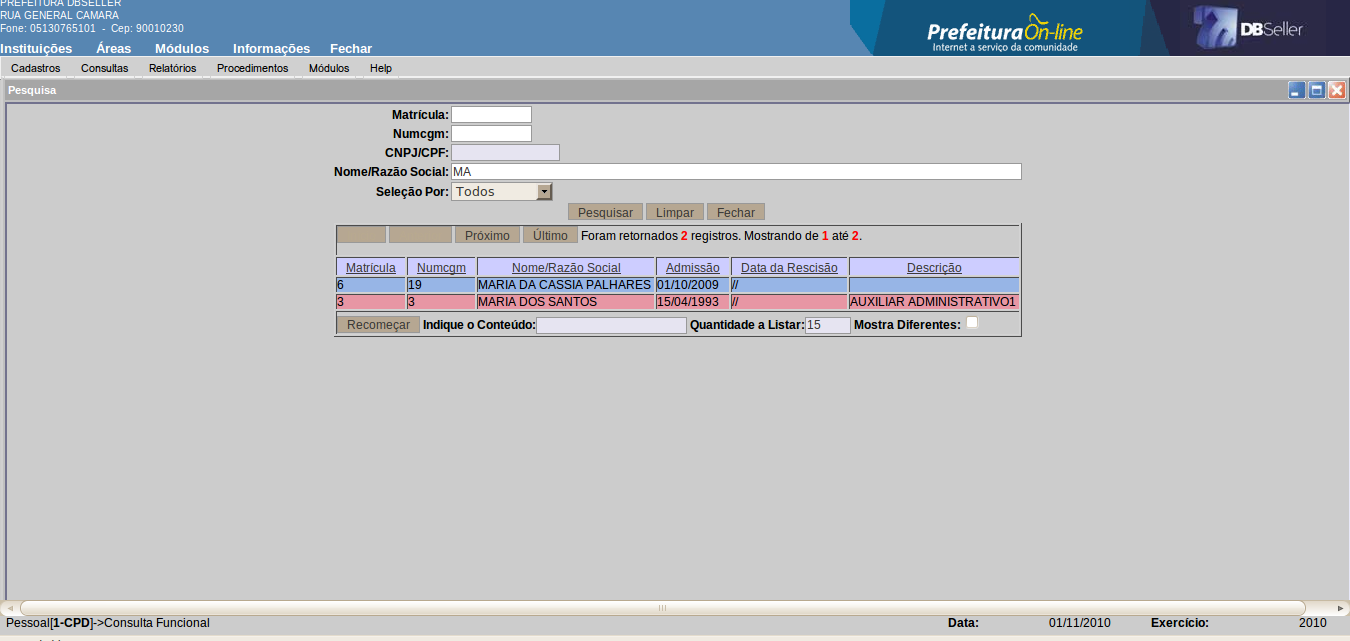 PREFEITURA DBSELLER
RUA GENERAL CAMARA
Fone: 05130765101 - Cep: 90010230
Instituições Áreas Módulos Informações Fechar
PrefeituraOn-line
Internet a serviço da comunidade
DBSeller
Cadastros Consultas Relatórios Procedimentos Módulos Help
Pesquisa
Matrícula:
Numcgm:
CNPJ/CPF:
Nome/Razão Social: MA
Seleção Por: Todos
Pesquisar Limpar Fechar
Próximo Último Foram retornados 2 registros. Mostrando de 1 até 2.
Matrícula Numcgm Nome/Razão Social Admissão Data da Rescisão Descrição
6 19 MARIA DA CASSIA PALHARES 01/10/2009 //
3 3 MARIA DOS SANTOS 15/04/1993 // AUXILIAR ADMINISTRATIVO1
Recomeçar Indique o Conteúdo: Quantidade a Listar: 15 Mostra Diferentes:
Pessoal[1-CPD]->Consulta Funcional Data: 01/11/2010 Exercício: 2010